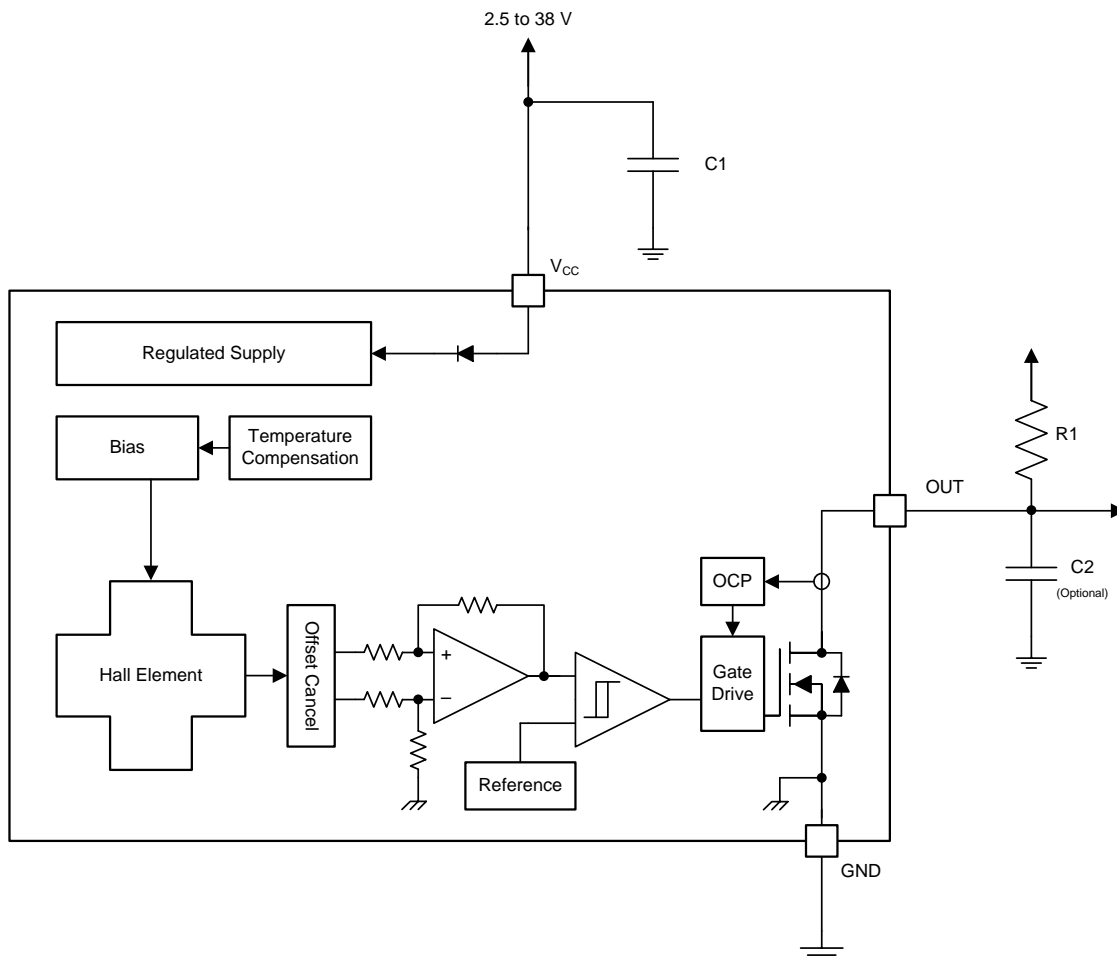 2.5 to 38 V
C1
VCC
Regulated Supply
Bias
Temperature
Compensation
R1
OUT
C2
(Optional)
OCP
Hall Element
Offset Cancel
+
–
Gate
Drive
Reference
GND